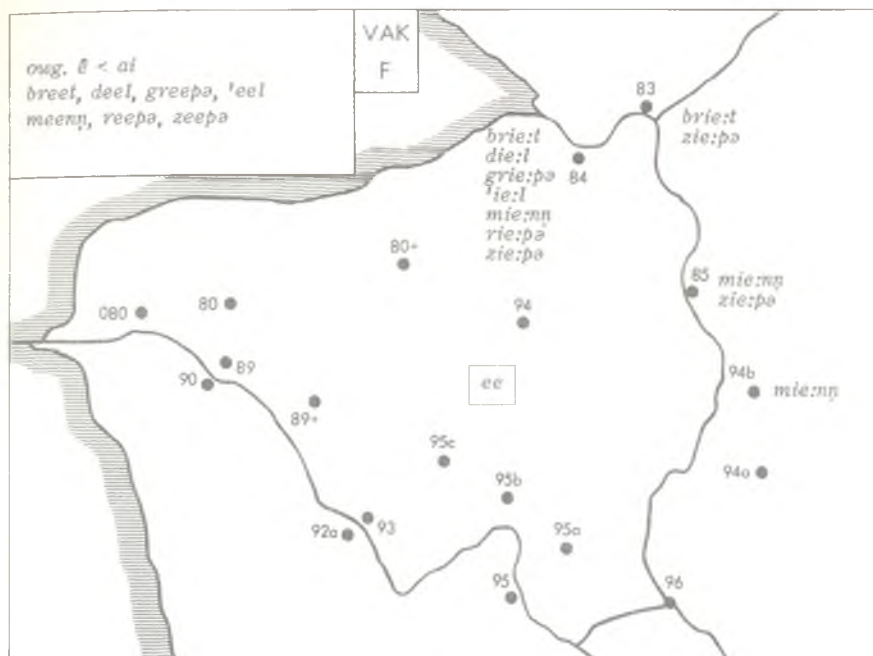 owg. ê < ai
breet, deel, greepə, 'eel
meenn̥, reepə, zeepə
VAK
F
83
brie:t
zie:pə
brie:t
die:l
grie:pə
'ie:l
mie:nn̥
rie:pə
zie:pə
84
80+
85
mie:nn̥
zie:pə
080
80
94
89
90
ee
94b
mie:nn̥
89+
95c
95b
94a
92a
93
95a
95
96